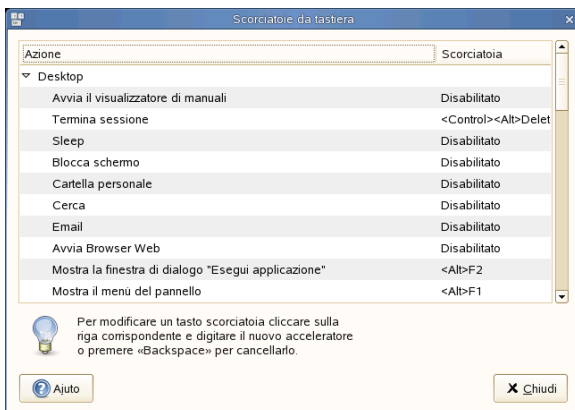 Scorciatoie da tastiera
Azione Scorciatoia
Desktop
Avvia il visualizzatore di manuali Disabilitato
Termina sessione <Control><Alt>Delet
Sleep Disabilitato
Blocca schermo Disabilitato
Cartella personale Disabilitato
Cerca Disabilitato
Email Disabilitato
Avvia Browser Web Disabilitato
Mostra la finestra di dialogo "Esegui applicazione" <Alt>F2
Mostra il menù del pannello <Alt>F1
Per modificare un tasto scorciatoia cliccare sulla
riga corrispondente e digitare il nuovo acceleratore
o premere «Backspace» per cancellarlo.
Aiuto Chiudi